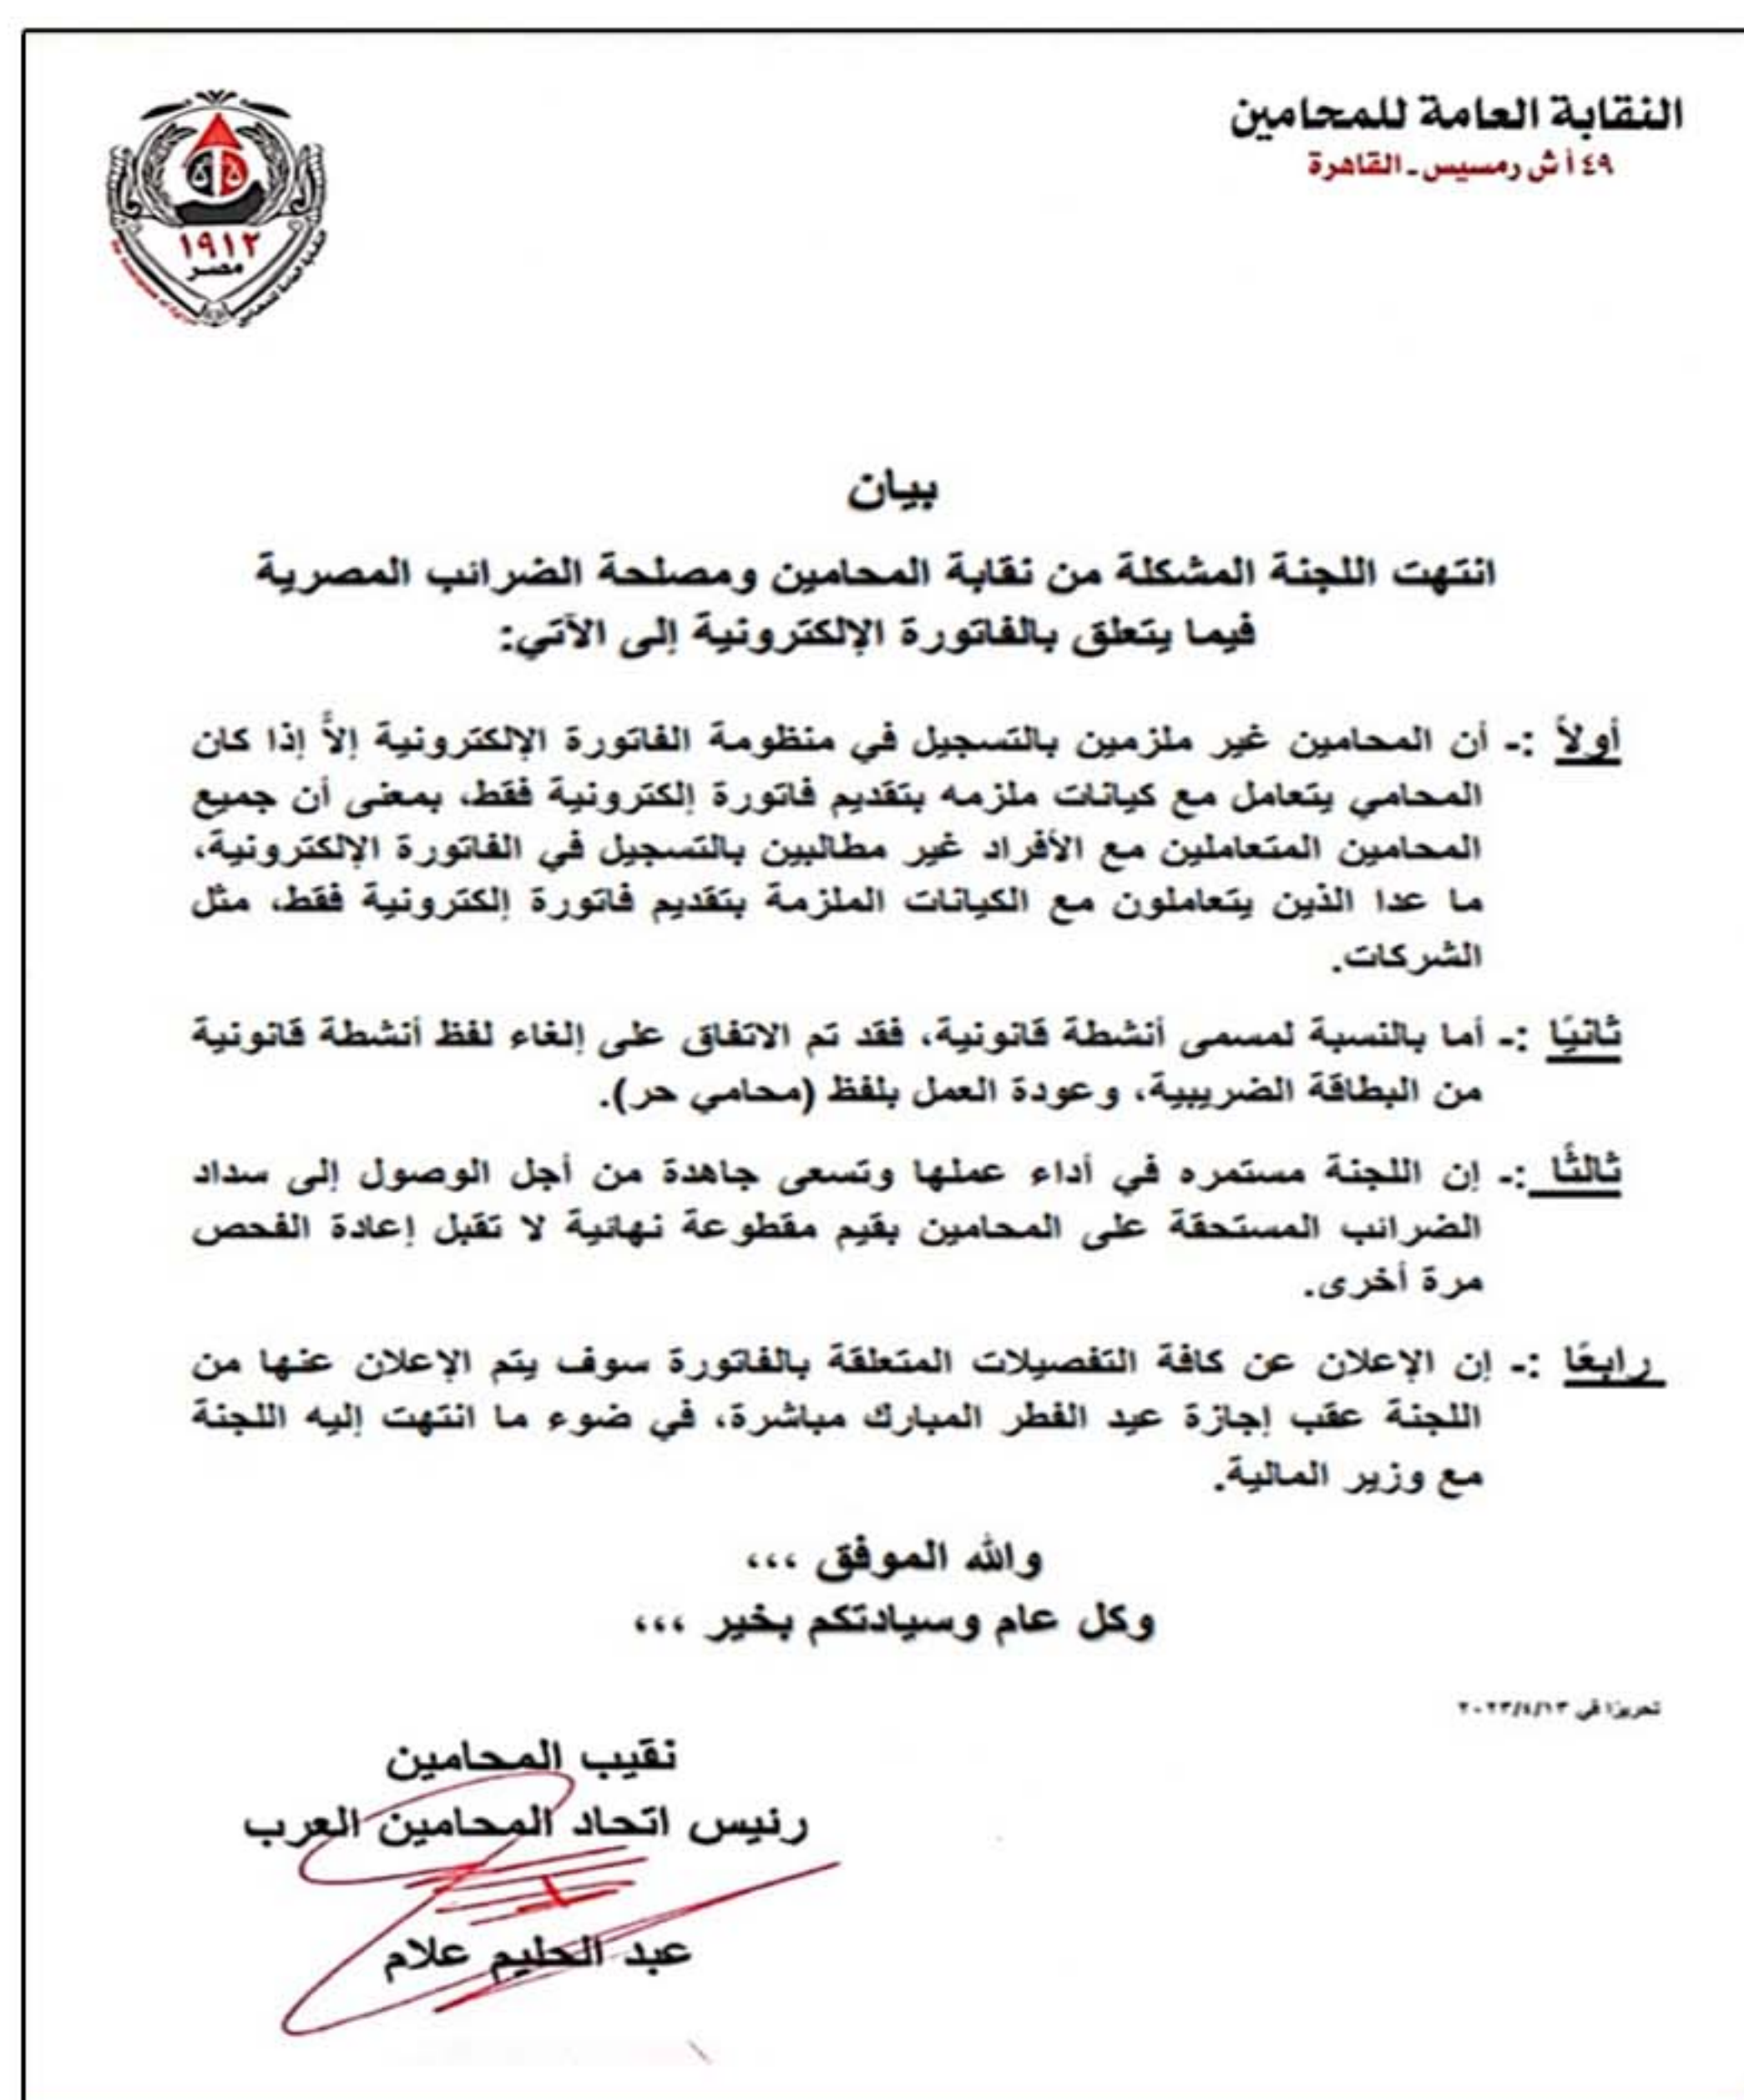 النقابة العامة للمحامين
٤٩ أ ش رمسيس ـ القاهرة
١٩١٢
مصر
بيان
انتهت اللجنة المشكلة من نقابة المحامين ومصلحة الضرائب المصرية
فيما يتعلق بالفاتورة الإلكترونية إلى الآتي:
أولاً :ـ أن المحامين غير ملزمين بالتسجيل في منظومة الفاتورة الإلكترونية إلاَّ إذا كان
المحامي يتعامل مع كيانات ملزمه بتقديم فاتورة إلكترونية فقط، بمعنى أن جميع
المحامين المتعاملين مع الأفراد غير مطالبين بالتسجيل في الفاتورة الإلكترونية،
ما عدا الذين يتعاملون مع الكيانات الملزمة بتقديم فاتورة إلكترونية فقط، مثل
الشركات.
ثانيًا :ـ أما بالنسبة لمسمى أنشطة قانونية، فقد تم الاتفاق على إلغاء لفظ أنشطة قانونية
من البطاقة الضريبية، وعودة العمل بلفظ (محامي حر).
ثالثًا :ـ إن اللجنة مستمره في أداء عملها وتسعى جاهدة من أجل الوصول إلى سداد
الضرائب المستحقة على المحامين بقيم مقطوعة نهائية لا تقبل إعادة الفحص
مرة أخرى.
رابعًا :ـ إن الإعلان عن كافة التفصيلات المتعلقة بالفاتورة سوف يتم الإعلان عنها من
اللجنة عقب إجازة عيد الفطر المبارك مباشرة، في ضوء ما انتهت إليه اللجنة
مع وزير المالية.
والله الموفق ،،،
وكل عام وسيادتكم بخير ،،،
تحريرًا في ٢٠٢٣/٤/١٣
نقيب المحامين
رئيس اتحاد المحامين العرب
عبد الحليم علام